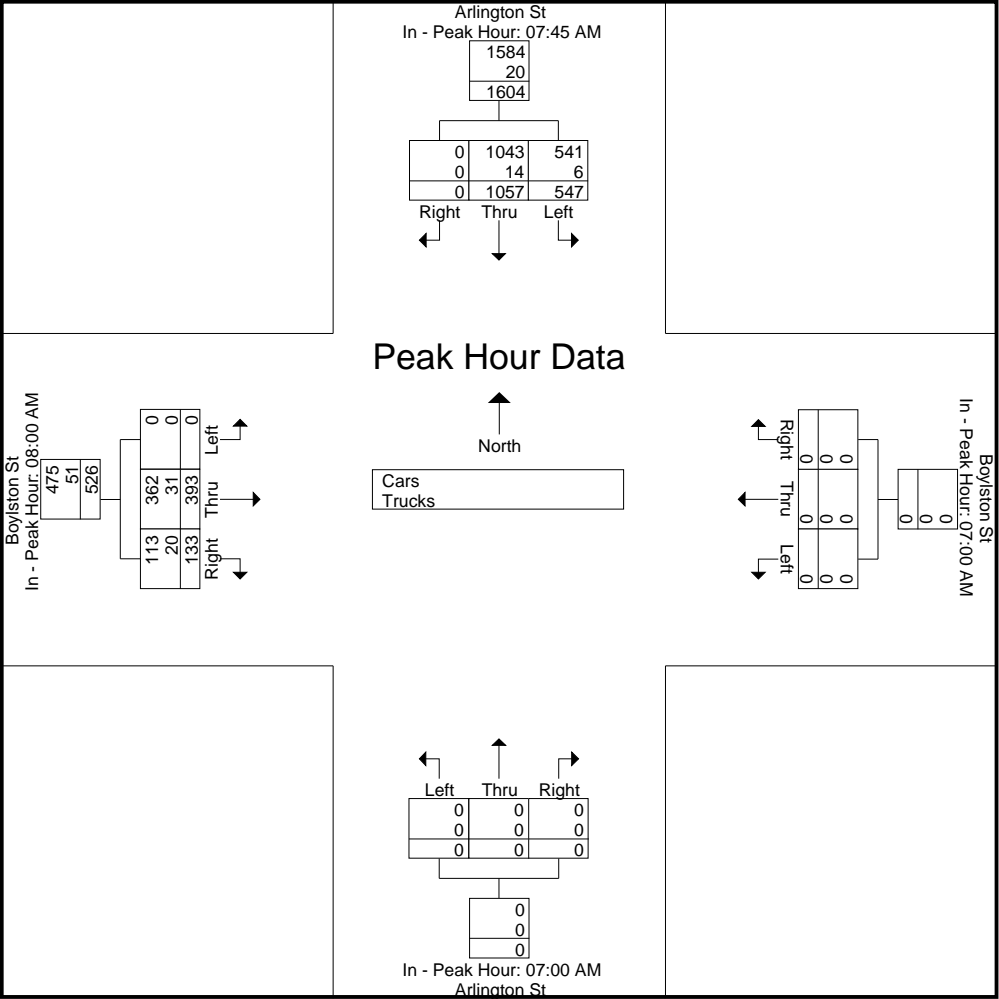 Arlington St
In - Peak Hour: 07:45 AM
1584
20
1604
0 1043 541
0 14 6
0 1057 547
Right Thru Left
Peak Hour Data
North
Cars
Trucks
Boylston St
In - Peak Hour: 08:00 AM
475
51
526
0 0 0
Left
362 31 393
Thru
113 20 133
Right
Right
0 0 0
Thru
0 0 0
Left
0 0 0
0 0 0
In - Peak Hour: 07:00 AM
Boylston St
Left Thru Right
0 0 0
0 0 0
0 0 0
0
0
0
In - Peak Hour: 07:00 AM
Arlington St